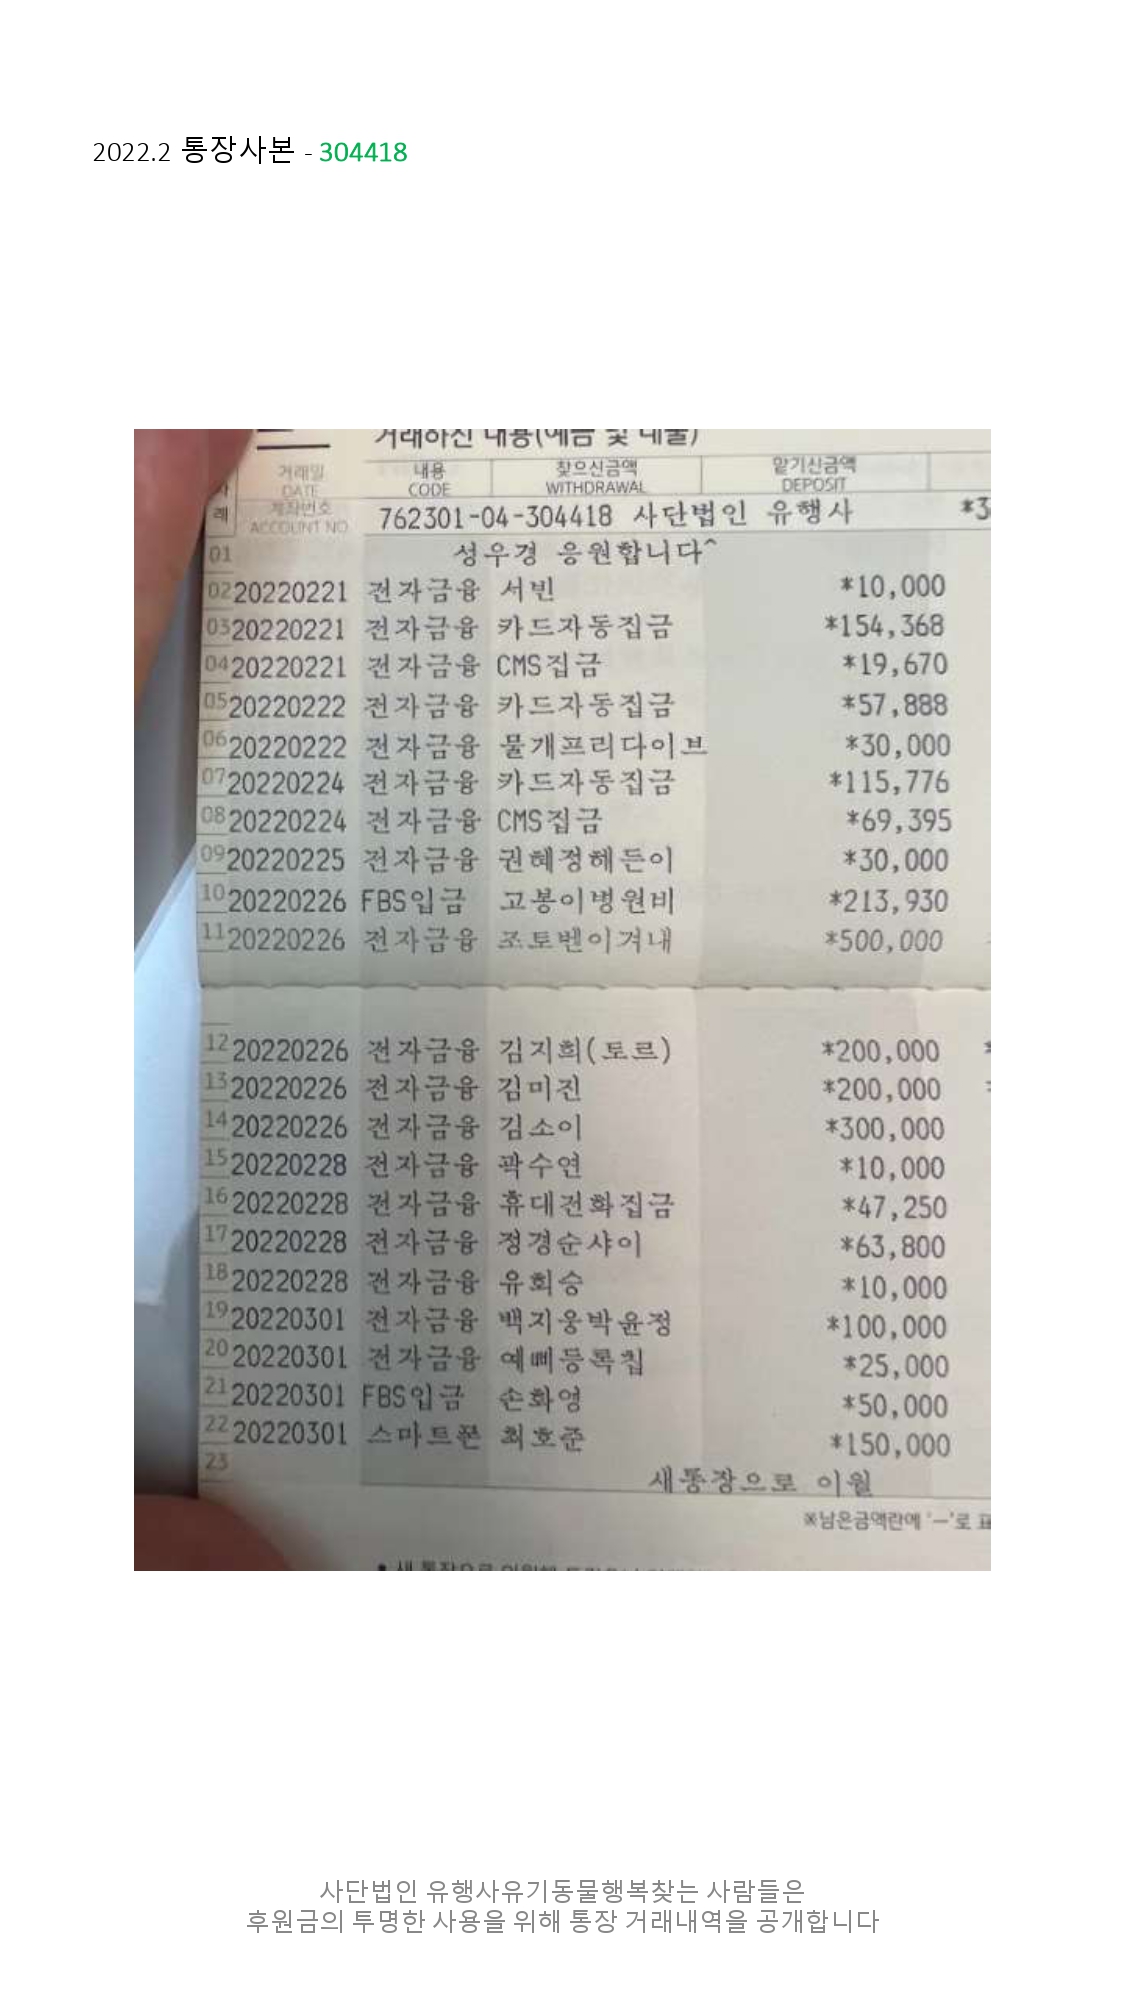 2022.2 통장사본 - 304418
거래하신 내용(예금 및 대출)
거래일 내용 찾으신금액 맡기신금액
DATE CODE WITHDRAWAL DEPOSIT
계좌번호
ACCOUNT NO. 762301-04-304418 사단법인 유행사 *3
례
01 성우경 응원합니다^
02 20220221 전자금융 서빈 *10,000
03 20220221 전자금융 카드자동집금 *154,368
04 20220221 전자금융 CMS집금 *19,670
05 20220222 전자금융 카드자동집금 *57,888
06 20220222 전자금융 물개프리다이브 *30,000
07 20220224 전자금융 카드자동집금 *115,776
08 20220224 전자금융 CMS집금 *69,395
09 20220225 전자금융 권혜정헤든이 *30,000
10 20220226 FBS입금 고봉이병원비 *213,930
11 20220226 전자금융 조토벤이겨내 *500,000
12 20220226 전자금융 김지희(토르) *200,000
13 20220226 전자금융 김미진 *200,000
14 20220226 전자금융 김소이 *300,000
15 20220228 전자금융 곽수연 *10,000
16 20220228 전자금융 휴대전화집금 *47,250
17 20220228 전자금융 정경순샤이 *63,800
18 20220228 전자금융 유희승 *10,000
19 20220301 전자금융 백지웅박윤정 *100,000
20 20220301 전자금융 예삐등록칩 *25,000
21 20220301 FBS입금 손화영 *50,000
22 20220301 스마트폰 최호준 *150,000
23 새통장으로 이월
※남은금액란에 '-'로 표
사단법인 유행사유기동물행복찾는 사람들은
후원금의 투명한 사용을 위해 통장 거래내역을 공개합니다